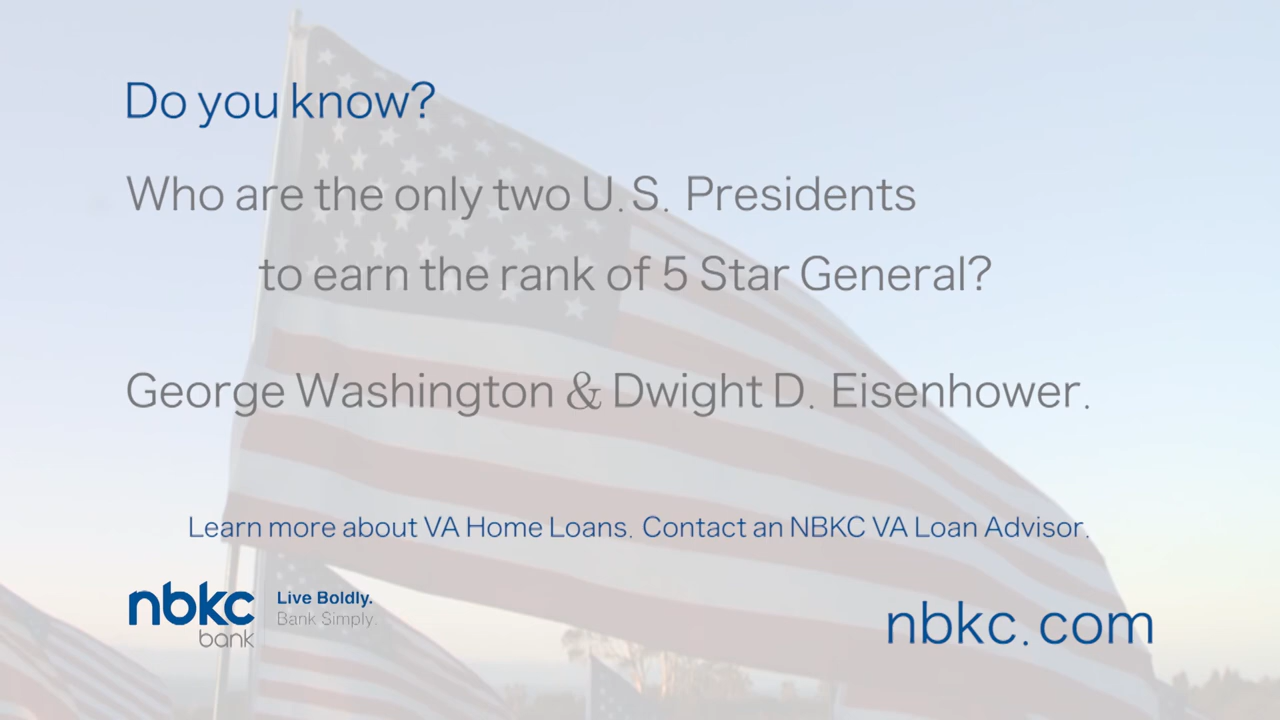 Do you know?
Who are the only two U.S. Presidents
to earn the rank of 5 Star General?
George Washington & Dwight D. Eisenhower.
Learn more about VA Home Loans. Contact an NBKC VA Loan Advisor.
nbkc
bank
Live Boldly.
Bank Simply.
nbkc.com